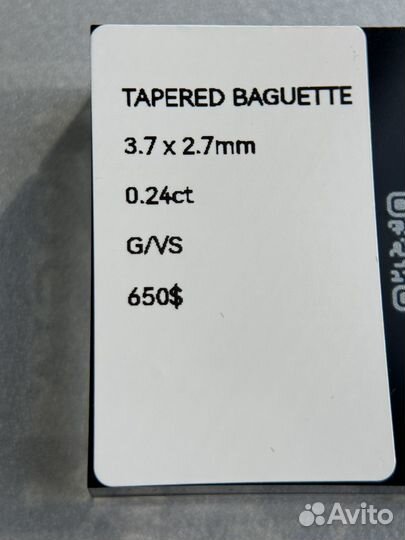 TAPERED BAGUETTE
3.7 x 2.7mm
0.24ct
G/VS
650$
Avito